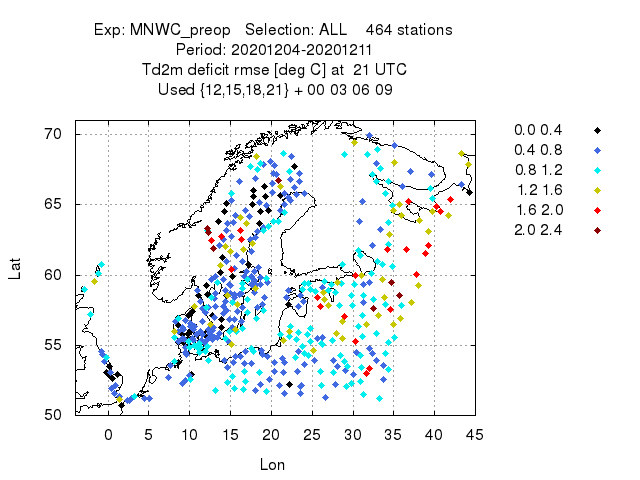 Exp: MNWC_preop Selection: ALL 464 stations
Period: 20201204-20201211
Td2m deficit rmse [deg C] at 21 UTC
Used {12,15,18,21} + 00 03 06 09
70
65
60
55
50
0 5 10 15 20 25 30 35 40 45
Lat
Lon
0.0 0.4
0.4 0.8
0.8 1.2
1.2 1.6
1.6 2.0
2.0 2.4